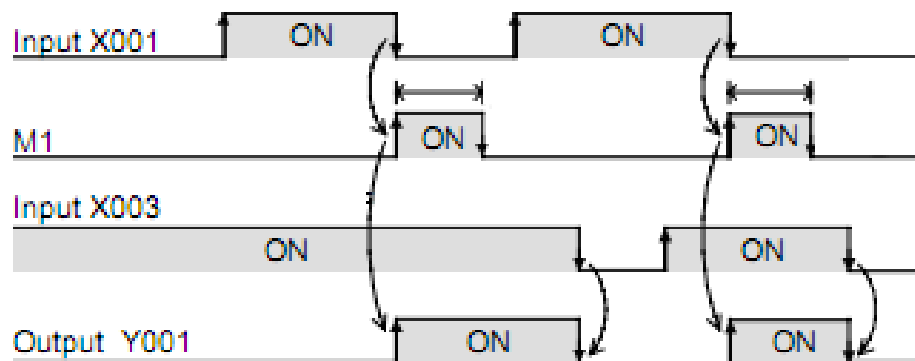 Input X001 ON ON
M1 ON ON
Input X003
ON ON
Output Y001 ON ON